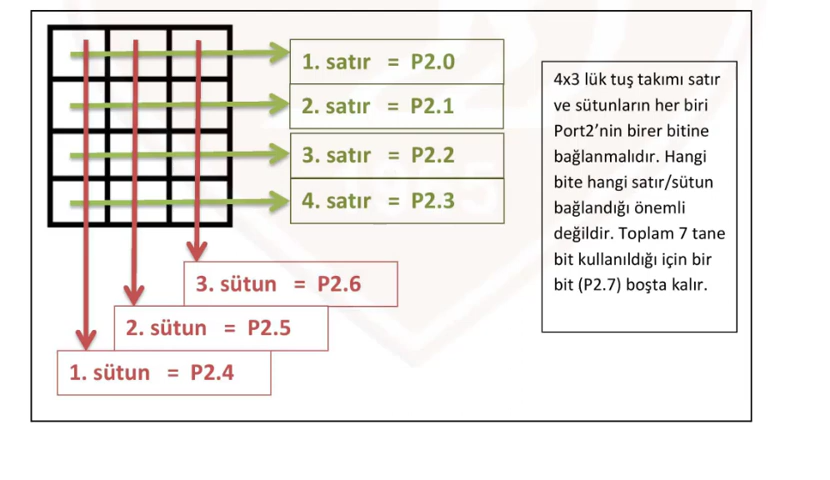 1. satır = P2.0
2. satır = P2.1
3. satır = P2.2
4. satır = P2.3
3. sütun = P2.6
2. sütun = P2.5
1. sütun = P2.4
4x3 lük tuş takımı satır
ve sütunların her biri
Port2’nin birer bitine
bağlanmalıdır. Hangi
bite hangi satır/sütun
bağlandığı önemli
değildir. Toplam 7 tane
bit kullanıldığı için bir
bit (P2.7) boşta kalır.